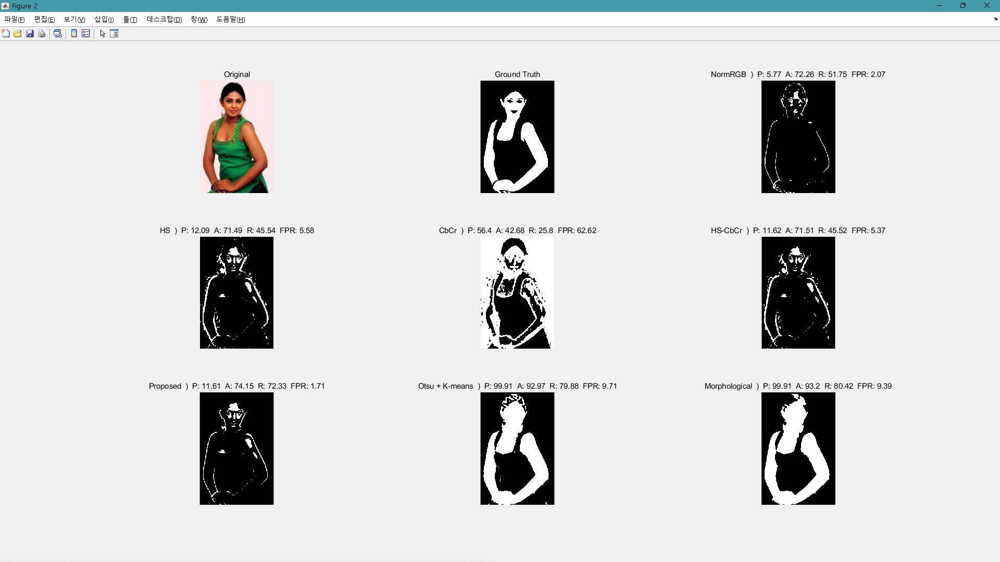 Figure 2
파일(F) 편집(E) 보기(V) 삽입(I) 툴(T) 데스크탑(D) 창(W) 도움말(H)
Original
Ground Truth
NormRGB ) P: 5.77 A: 72.26 R: 51.75 FPR: 2.07
HS ) P: 12.09 A: 71.49 R: 45.54 FPR: 5.58
CbCr ) P: 56.4 A: 42.68 R: 25.8 FPR: 62.62
HS-CbCr ) P: 11.62 A: 71.51 R: 45.52 FPR: 5.37
Proposed ) P: 11.61 A: 74.15 R: 72.33 FPR: 1.71
Otsu + K-means ) P: 99.91 A: 92.97 R: 79.88 FPR: 9.71
Morphological ) P: 99.91 A: 93.2 R: 80.42 FPR: 9.39